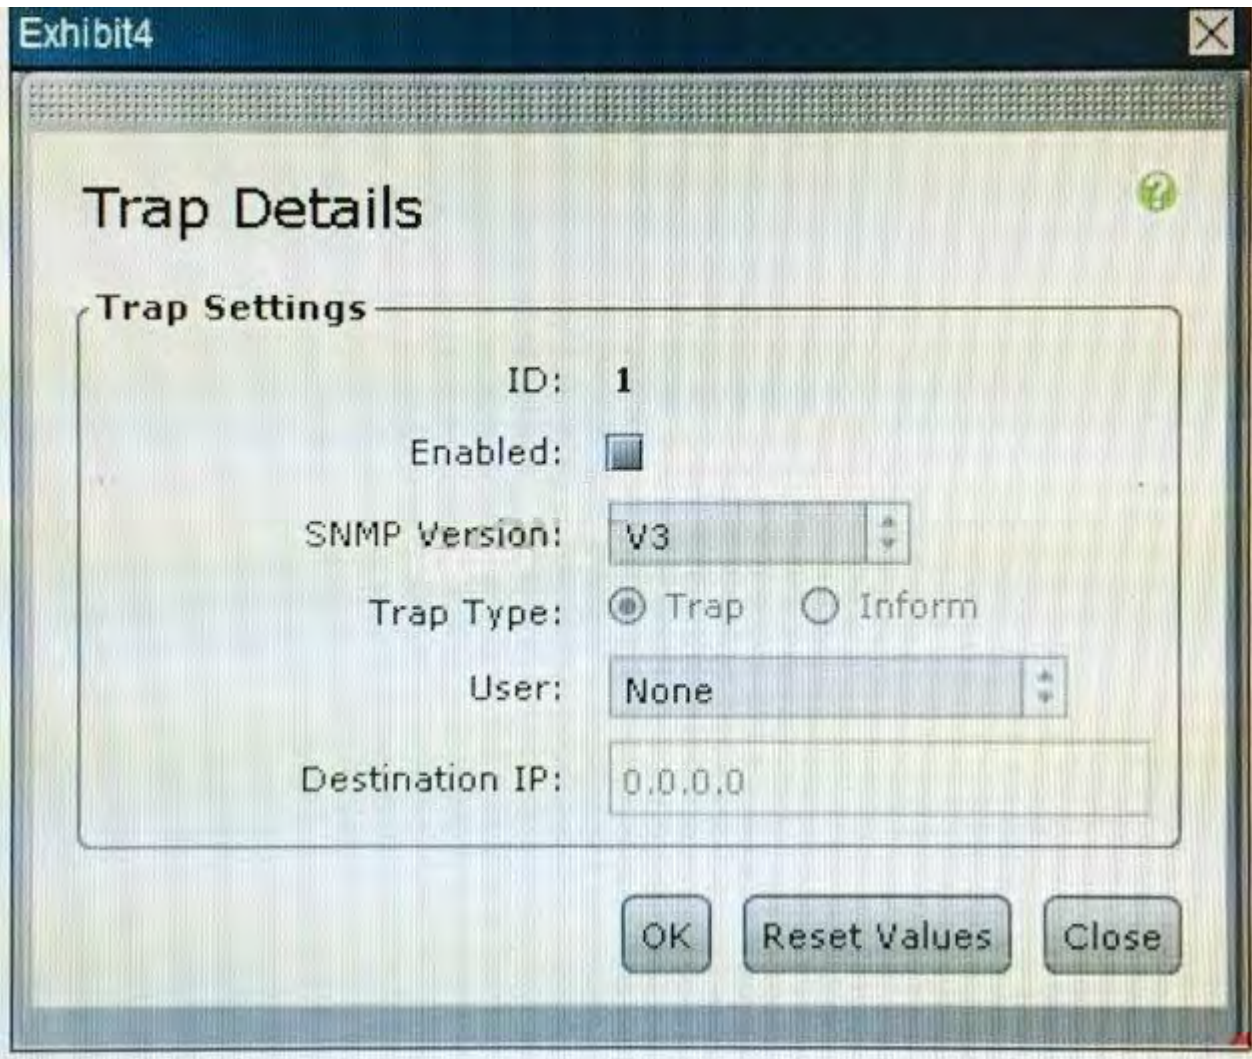 Exhibit4
Trap Details
Trap Settings
ID: 1
Enabled:
SNMP Version: V3
Trap Type: Trap Inform
User: None
Destination IP: 0.0.0.0
OK Reset Values Close